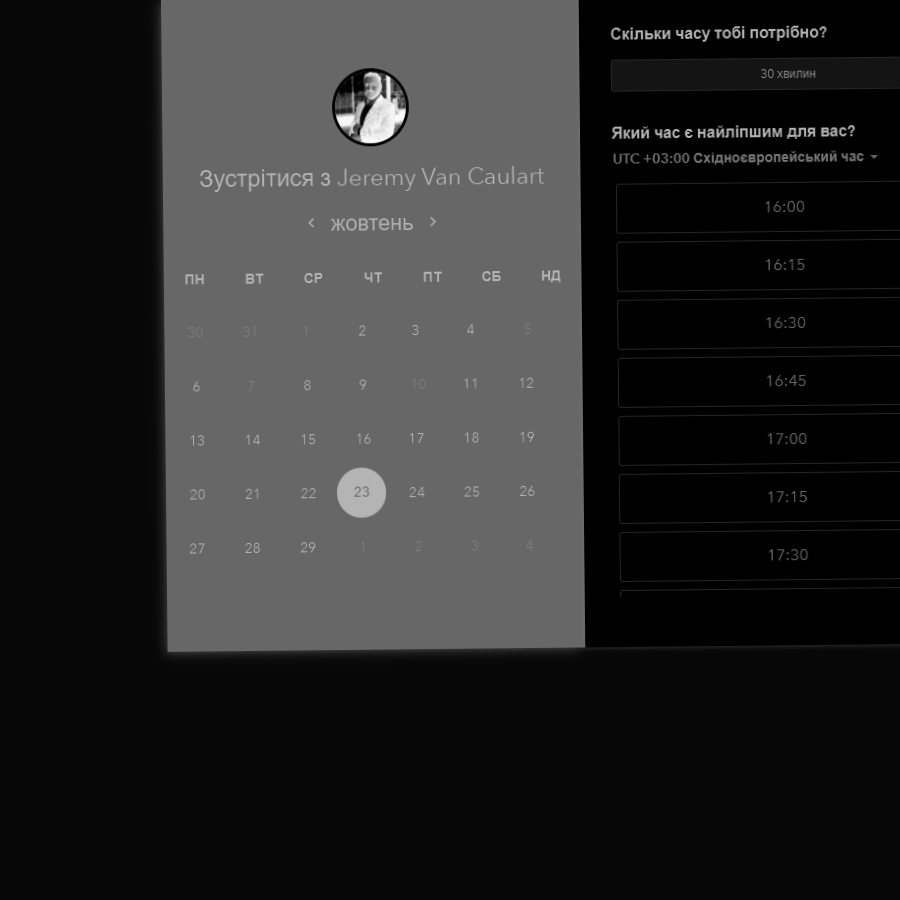 Зустрітися з Jeremy Van Caulart
жовтень
ПН ВТ СР ЧТ ПТ СБ НД
30 31 1 2 3 4 5
6 7 8 9 10 11 12
13 14 15 16 17 18 19
20 21 22 23 24 25 26
27 28 29 1 2 3 4
Скільки часу тобі потрібно?
30 хвилин
Який час є найліпшим для вас?
UTC +03:00 Східноєвропейський час
16:00
16:15
16:30
16:45
17:00
17:15
17:30